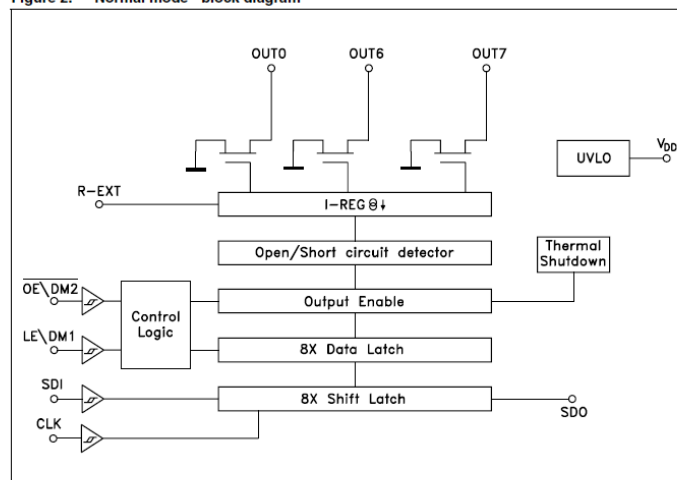 Figure 2. Normal mode - block diagram
OUT0 OUT6 OUT7
UVLO VDD
R-EXT
I-REG
Open/Short circuit detector
Thermal
Shutdown
OE\DM2
Control
Logic
Output Enable
LE\DM1
8X Data Latch
SDI
8X Shift Latch
SDO
CLK